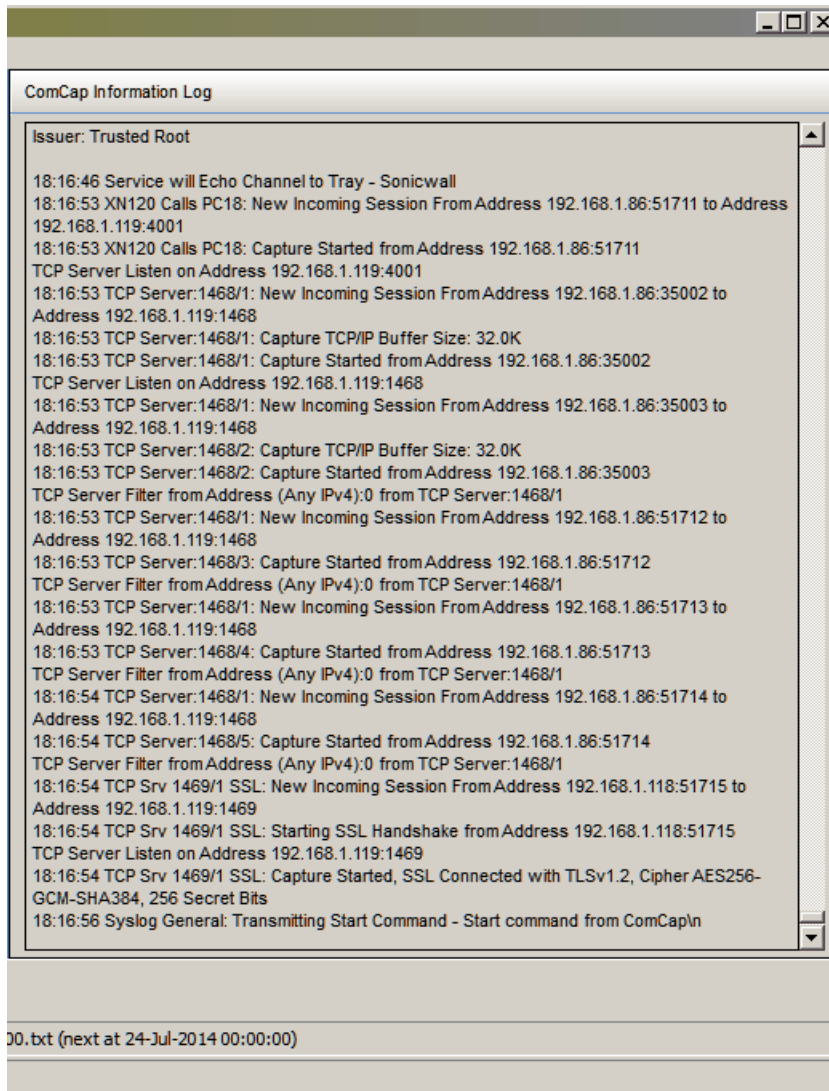 ComCap Information Log
Issuer: Trusted Root
18:16:46 Service will Echo Channel to Tray - Sonicwall
18:16:53 XN120 Calls PC18: New Incoming Session From Address 192.168.1.86:51711 to Address
192.168.1.119:4001
18:16:53 XN120 Calls PC18: Capture Started from Address 192.168.1.86:51711
TCP Server Listen on Address 192.168.1.119:4001
18:16:53 TCP Server:1468/1: New Incoming Session From Address 192.168.1.86:35002 to
Address 192.168.1.119:1468
18:16:53 TCP Server:1468/1: Capture TCP/IP Buffer Size: 32.0K
18:16:53 TCP Server:1468/1: Capture Started from Address 192.168.1.86:35002
TCP Server Listen on Address 192.168.1.119:1468
18:16:53 TCP Server:1468/1: New Incoming Session From Address 192.168.1.86:35003 to
Address 192.168.1.119:1468
18:16:53 TCP Server:1468/2: Capture TCP/IP Buffer Size: 32.0K
18:16:53 TCP Server:1468/2: Capture Started from Address 192.168.1.86:35003
TCP Server Filter from Address (Any IPv4):0 from TCP Server:1468/1
18:16:53 TCP Server:1468/1: New Incoming Session From Address 192.168.1.86:51712 to
Address 192.168.1.119:1468
18:16:53 TCP Server:1468/3: Capture Started from Address 192.168.1.86:51712
TCP Server Filter from Address (Any IPv4):0 from TCP Server:1468/1
18:16:53 TCP Server:1468/1: New Incoming Session From Address 192.168.1.86:51713 to
Address 192.168.1.119:1468
18:16:53 TCP Server:1468/4: Capture Started from Address 192.168.1.86:51713
TCP Server Filter from Address (Any IPv4):0 from TCP Server:1468/1
18:16:54 TCP Server:1468/1: New Incoming Session From Address 192.168.1.86:51714 to
Address 192.168.1.119:1468
18:16:54 TCP Server:1468/5: Capture Started from Address 192.168.1.86:51714
TCP Server Filter from Address (Any IPv4):0 from TCP Server:1468/1
18:16:54 TCP Srv 1469/1 SSL: New Incoming Session From Address 192.168.1.118:51715 to
Address 192.168.1.119:1469
18:16:54 TCP Srv 1469/1 SSL: Starting SSL Handshake from Address 192.168.1.118:51715
TCP Server Listen on Address 192.168.1.119:1469
18:16:54 TCP Srv 1469/1 SSL: Capture Started, SSL Connected with TLSv1.2, Cipher AES256-
GCM-SHA384, 256 Secret Bits
18:16:56 Syslog General: Transmitting Start Command - Start command from ComCap\n
00.txt (next at 24-Jul-2014 00:00:00)